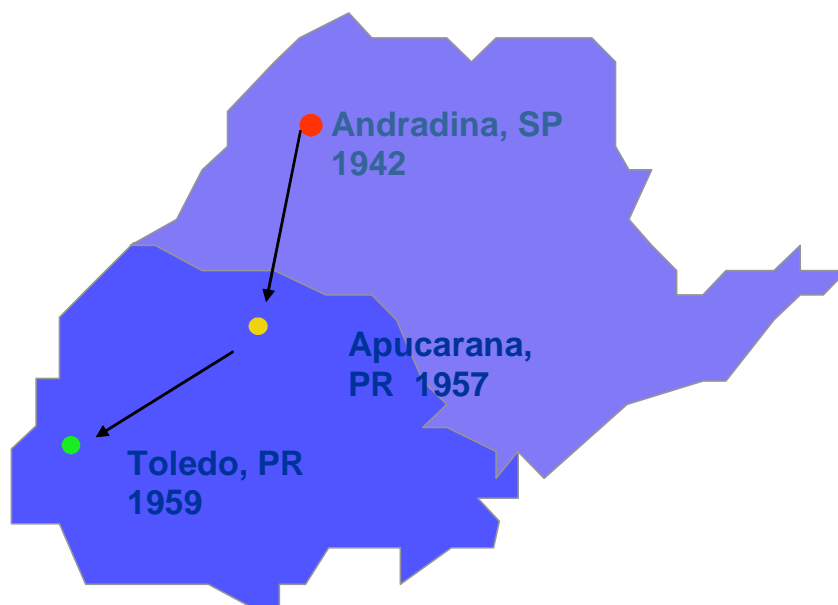 Andradina, SP
1942
Apucarana,
PR 1957
Toledo, PR
1959